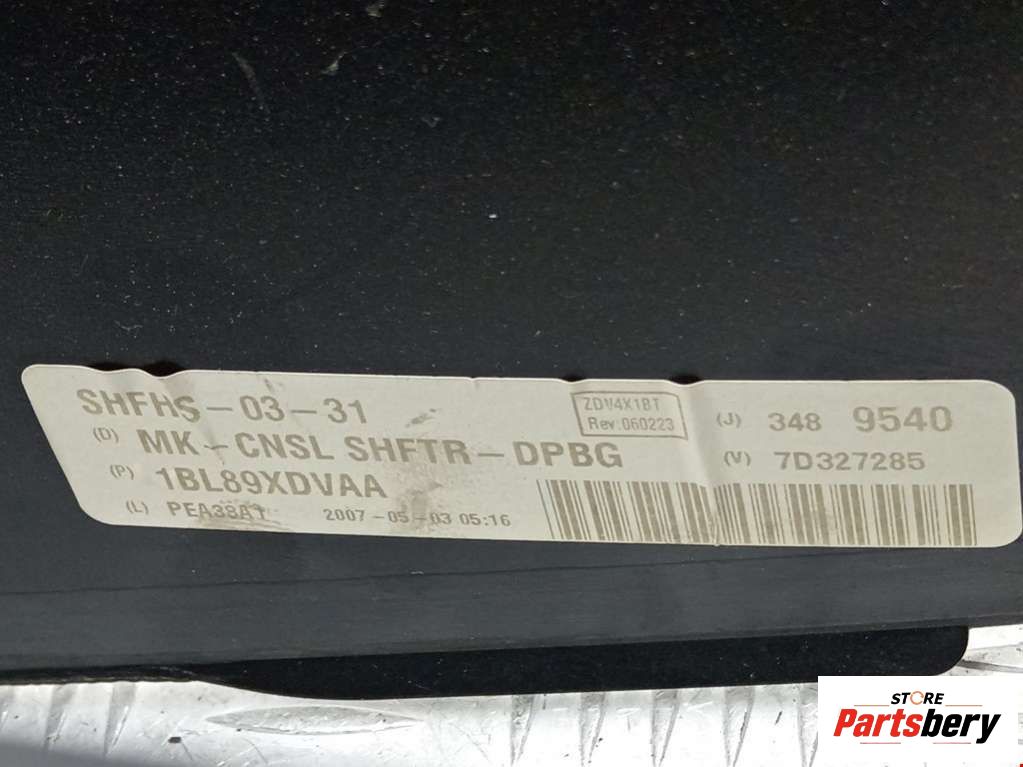 SHFHS-03-31
ZDV4X1BT
Rev:060223
(J) 348 9540
(D) MK-CNSL SHFTR-DPBG
(V) 7D327285
(P) 1BL89XDVAA
(L) PEA38A1 2007-05-03 05:16
STORE
Partsbery